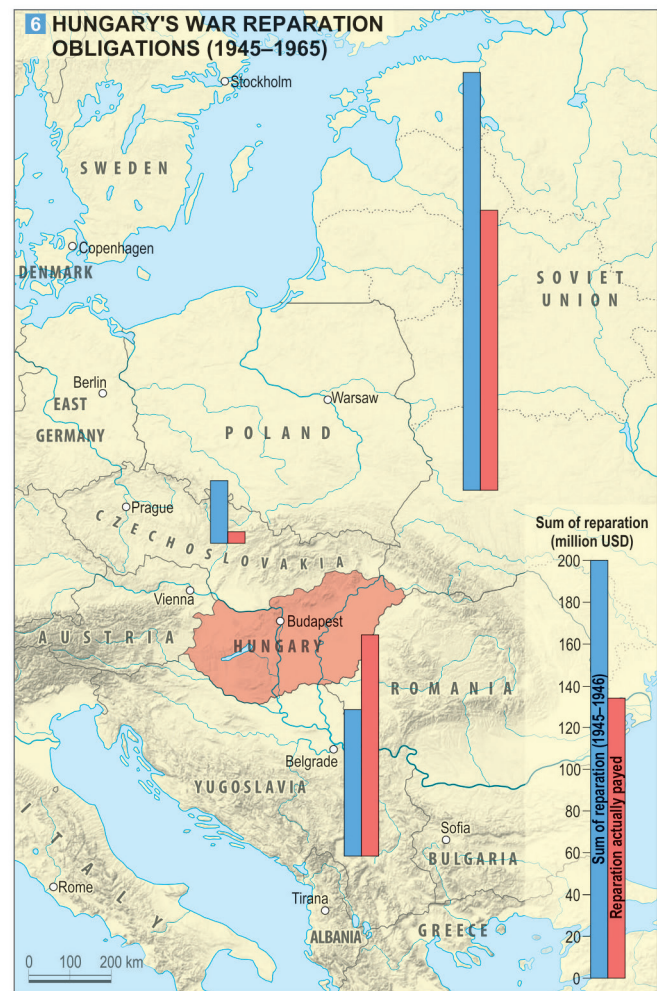 6 HUNGARY'S WAR REPARATION
OBLIGATIONS (1945–1965)
Stockholm
SWEDEN
Copenhagen
DENMARK
SOVIET
UNION
Berlin
EAST
GERMANY
Warsaw
POLAND
Prague
CZECHOSLOVAKIA
Vienna
AUSTRIA
Budapest
HUNGARY
ROMANIA
Belgrade
YUGOSLAVIA
Sofia
BULGARIA
ITALY
Rome
Tirana
ALBANIA
GREECE
Sum of reparation
(million USD)
200
180
160
140
120
100
80
60
40
20
0
Sum of reparation (1945–1946)
Reparation actually payed
0 100 200 km